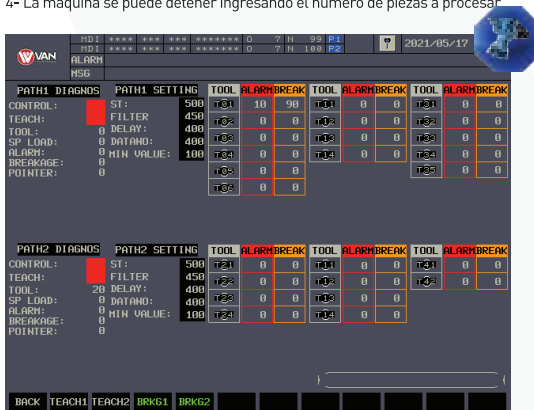 4- La máquina se puede detener ingresando el número de piezas a procesar
VAN
MDI **** *** *** ******* O 7 N 99 P1
MDI **** *** *** ******* O 7 N 100 P2
2021/05/17
ALARM
MSG
PATH1 DIAGNOS PATH1 SETTING TOOL ALARM BREAK TOOL ALARM BREAK TOOL ALARM BREAK
CONTROL: ST: 500 T01 10 90 T11 0 0 T31 0 0
TEACH: FILTER 450 T02 0 0 T12 0 0 T32 0 0
TOOL: 0 DELAY: 400 T03 0 0 T13 0 0 T33 0 0
SP LOAD: 0 DATANO: 400 T04 0 0 T14 0 0 0 0
ALARM: 0 MIN VALUE: 100 T05 0 0 0 0
BREAKAGE: 0 T06 0 0
POINTER: 0
PATH2 DIAGNOS PATH2 SETTING TOOL ALARM BREAK TOOL ALARM BREAK TOOL ALARM BREAK
CONTROL: ST: 500 T21 0 0 0 0 T41 0 0
TEACH: FILTER 450 T22 0 0 0 0 T42 0 0
TOOL: 20 DELAY: 400 T23 0 0 0 0
SP LOAD: 0 DATANO: 400 T24 0 0 T14 0 0
ALARM: 0 MIN VALUE: 100
BREAKAGE: 0
POINTER: 0
BACK TEACH1 TEACH2 BRKG1 BRKG2